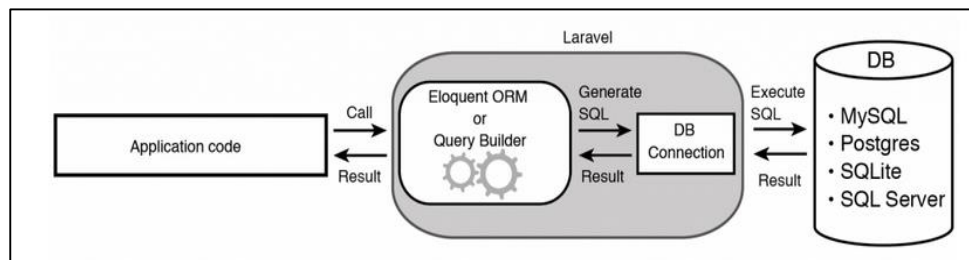 Laravel
Application code
Call
Result
Eloquent ORM
or
Query Builder
Generate
SQL
Result
DB
Connection
Execute
SQL
Result
DB
• MySQL
• Postgres
• SQLite
• SQL Server